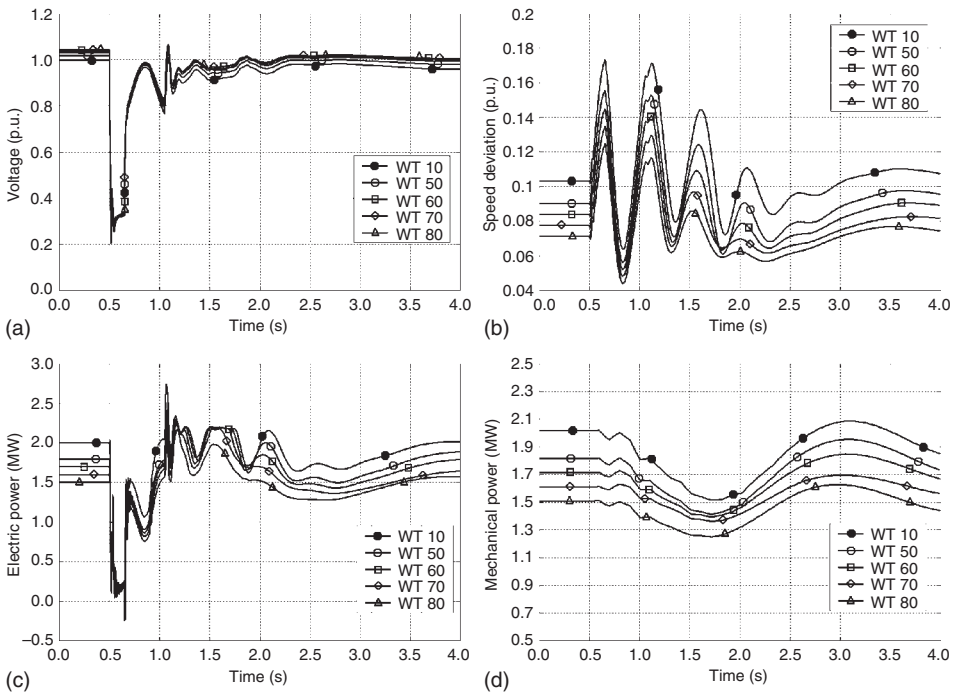 1.2
1.0
0.8
0.6
0.4
0.2
0.0
Voltage (p.u.)
WT 10
WT 50
WT 60
WT 70
WT 80
0.0 0.5 1.0 1.5 2.0 2.5 3.0 3.5 4.0
Time (s)
(a)
0.2
0.18
0.16
0.14
0.12
0.1
0.08
0.06
0.04
Speed deviation (p.u.)
WT 10
WT 50
WT 60
WT 70
WT 80
0.0 0.5 1.0 1.5 2.0 2.5 3.0 3.5 4.0
Time (s)
(b)
3.0
2.5
2.0
1.5
1.0
0.5
0.0
−0.5
Electric power (MW)
WT 10
WT 50
WT 60
WT 70
WT 80
0.0 0.5 1.0 1.5 2.0 2.5 3.0 3.5 4.0
Time (s)
(c)
2.5
2.3
2.1
1.9
1.7
1.5
1.3
1.1
0.9
0.7
0.5
Mechanical power (MW)
WT 10
WT 50
WT 60
WT 70
WT 80
0.0 0.5 1.0 1.5 2.0 2.5 3.0 3.5 4.0
Time (s)
(d)